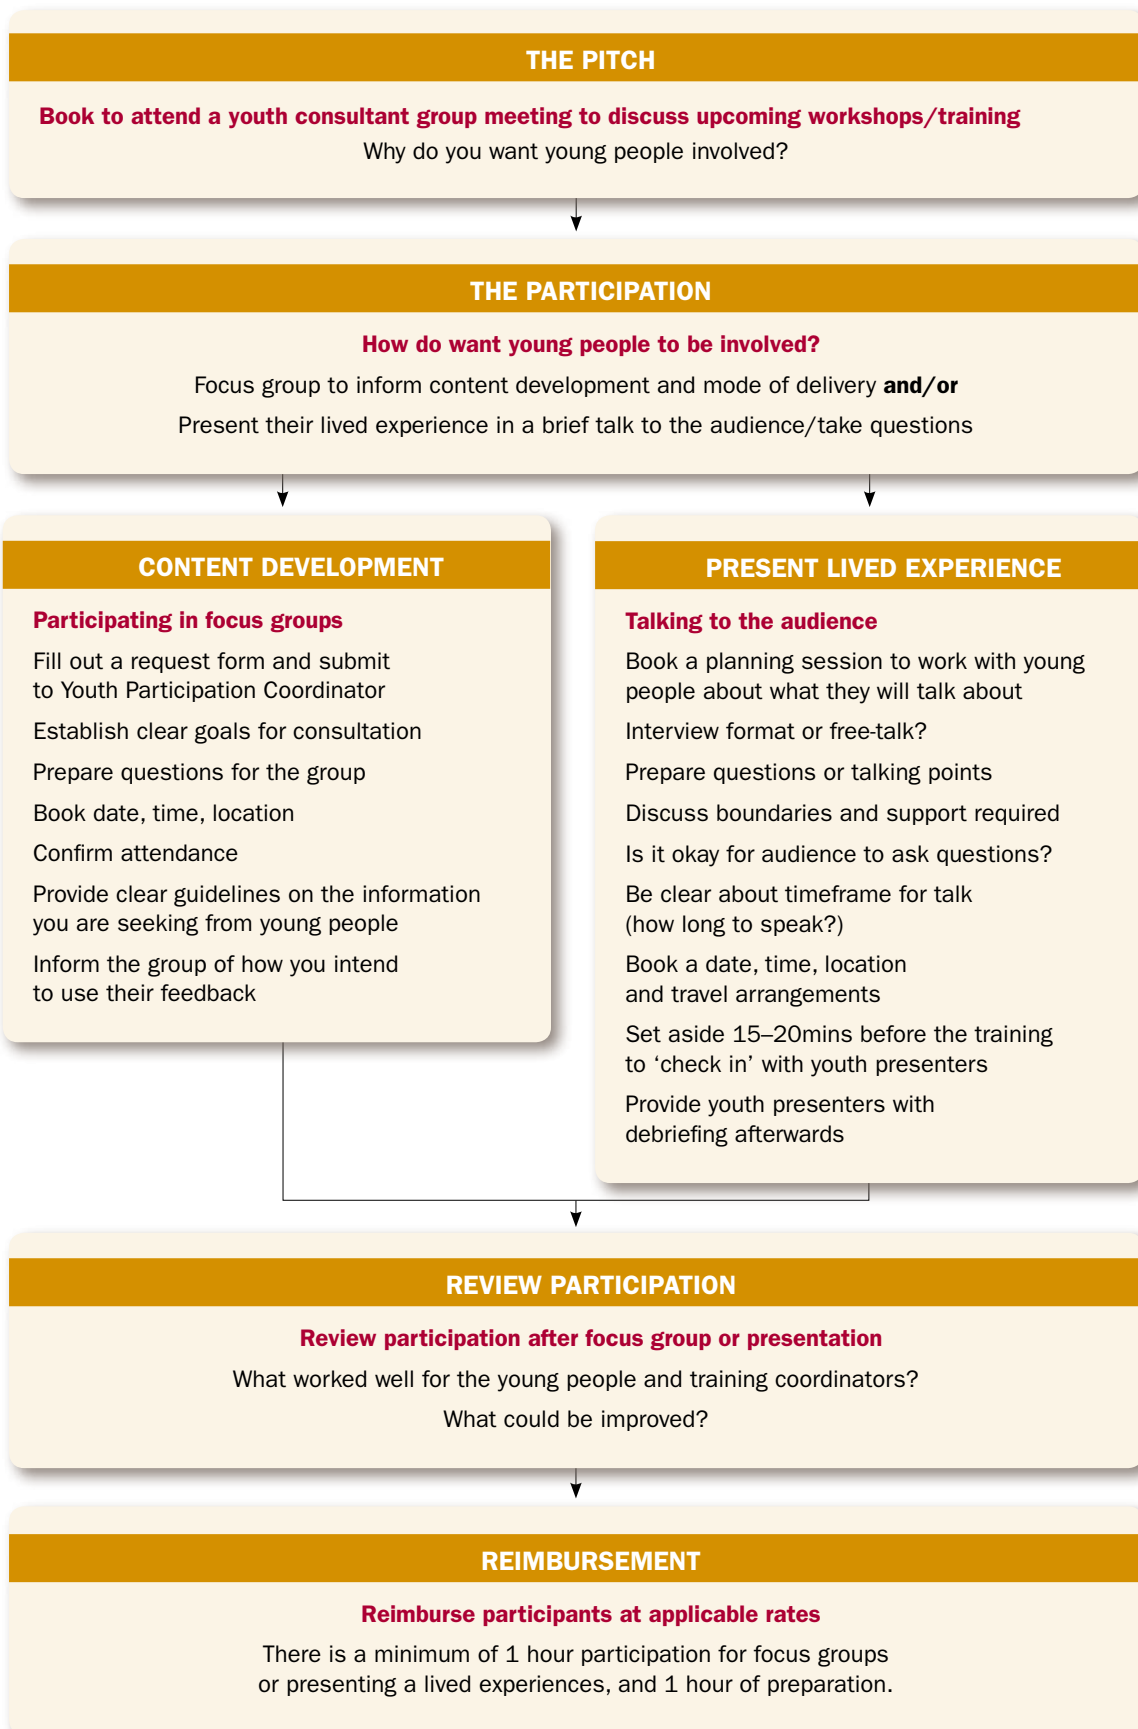 THE PITCH
Book to attend a youth consultant group meeting to discuss upcoming workshops/training
Why do you want young people involved?
THE PARTICIPATION
How do want young people to be involved?
Focus group to inform content development and mode of delivery and/or
Present their lived experience in a brief talk to the audience/take questions
CONTENT DEVELOPMENT
Participating in focus groups
Fill out a request form and submit
to Youth Participation Coordinator
Establish clear goals for consultation
Prepare questions for the group
Book date, time, location
Confirm attendance
Provide clear guidelines on the information
you are seeking from young people
Inform the group of how you intend
to use their feedback
PRESENT LIVED EXPERIENCE
Talking to the audience
Book a planning session to work with young
people about what they will talk about
Interview format or free-talk?
Prepare questions or talking points
Discuss boundaries and support required
Is it okay for audience to ask questions?
Be clear about timeframe for talk
(how long to speak?)
Book a date, time, location
and travel arrangements
Set aside 15–20mins before the training
to ‘check in’ with youth presenters
Provide youth presenters with
debriefing afterwards
REVIEW PARTICIPATION
Review participation after focus group or presentation
What worked well for the young people and training coordinators?
What could be improved?
REIMBURSEMENT
Reimburse participants at applicable rates
There is a minimum of 1 hour participation for focus groups
or presenting a lived experiences, and 1 hour of preparation.